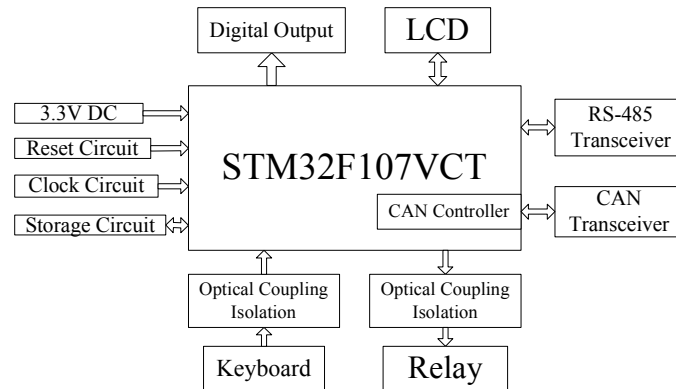 Digital Output
LCD
3.3V DC
Reset Circuit
Clock Circuit
Storage Circuit
STM32F107VCT
CAN Controller
RS-485
Transceiver
CAN
Transceiver
Optical Coupling
Isolation
Optical Coupling
Isolation
Keyboard
Relay